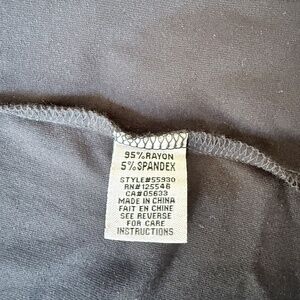 95%RAYON
5%SPANDEX
STYLE#55930
RN#125546
CA#05633
MADE IN CHINA
FAIT EN CHINE
SEE REVERSE
FOR CARE
INSTRUCTIONS